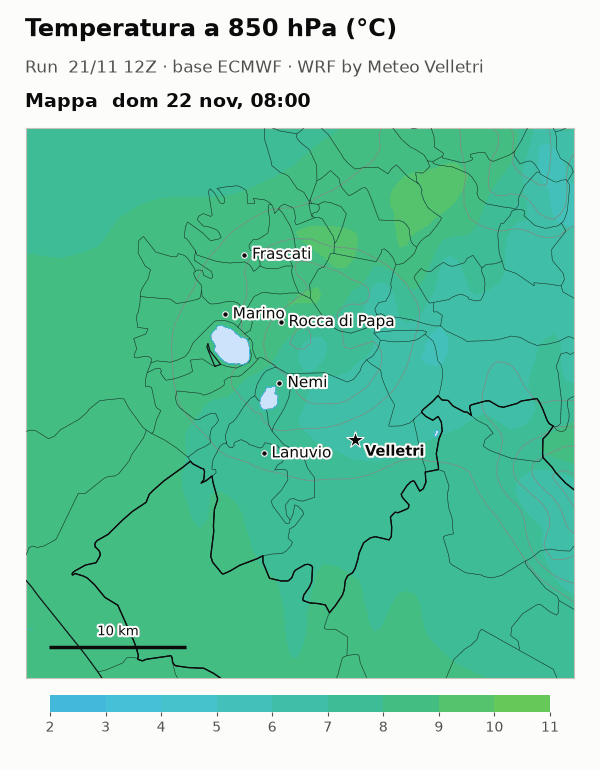 Temperatura a 850 hPa (°C)
Run  21/11 12Z · base ECMWF · WRF by Meteo Velletri
Mappa  dom 22 nov, 08:00
Frascati
Marino
Rocca di Papa
Nemi
Velletri
Lanuvio
10 km
2 3 4 5 6 7 8 9 10 11